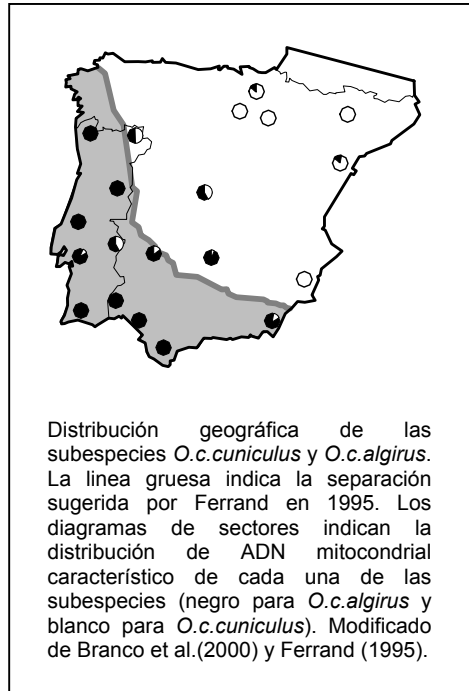 Distribución geográfica de las
subespecies O.c.cuniculus y O.c.algirus.
La linea gruesa indica la separación
sugerida por Ferrand en 1995. Los
diagramas de sectores indican la
distribución de ADN mitocondrial
característico de cada una de las
subespecies (negro para O.c.algirus y
blanco para O.c.cuniculus). Modificado
de Branco et al.(2000) y Ferrand (1995).